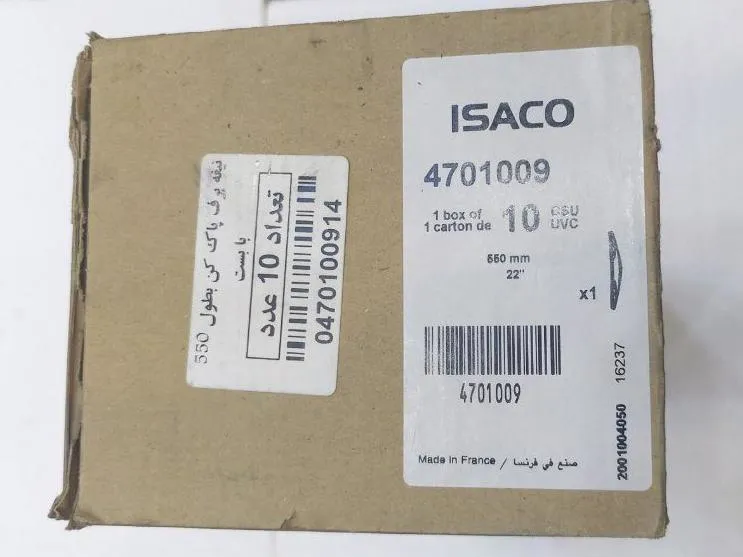 ISACO
4701009
1 box of
1 carton de
10 CSU
UVC
550 mm
22"
x1
4701009
Made in France / صنع في فرنسا
2001004050 16237
تیغه برف پاک کن بطول 550
با بست
تعداد 10 عدد
0470100914